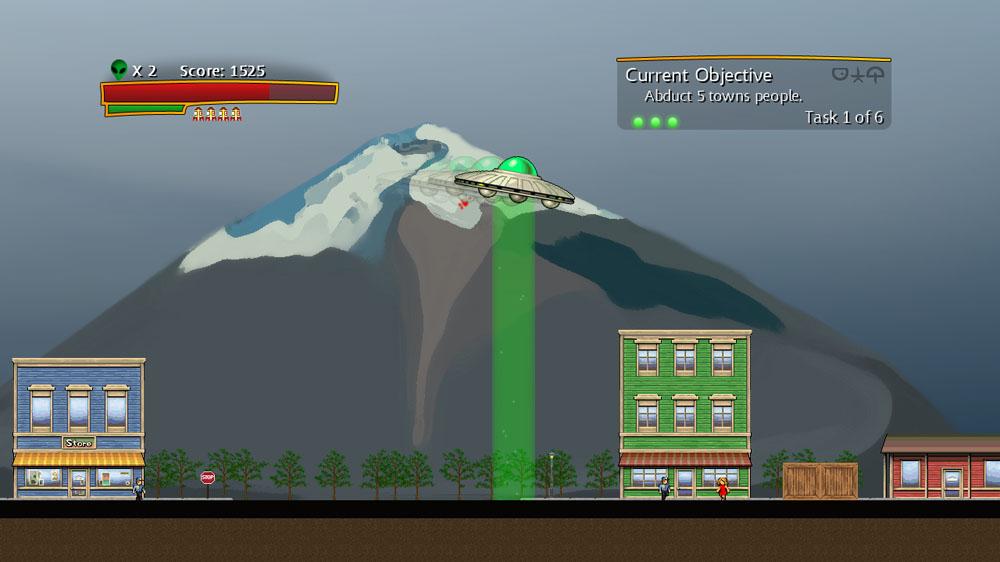 X 2 Score: 1525
Current Objective
Abduct 5 towns people.
Task 1 of 6
Store
STOP